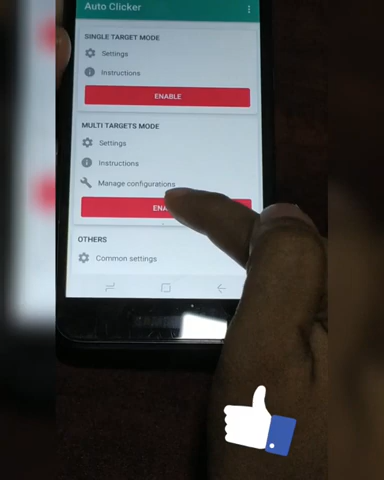 Auto Clicker
SINGLE TARGET MODE
Settings
Instructions
ENABLE
MULTI TARGETS MODE
Settings
Instructions
Manage configurations
OTHERS
Common settings